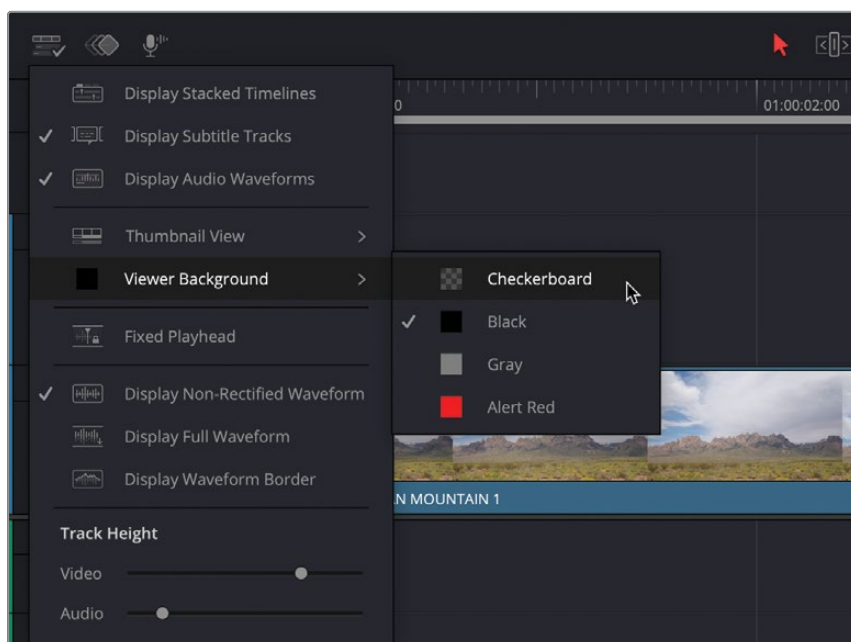 Display Stacked Timelines
0
01:00:02:00
Display Subtitle Tracks
Display Audio Waveforms
Thumbnail View
Viewer Background
Checkerboard
Black
Fixed Playhead
Gray
Display Non-Rectified Waveform
Alert Red
Display Full Waveform
Display Waveform Border
N MOUNTAIN 1
Track Height
Video
Audio